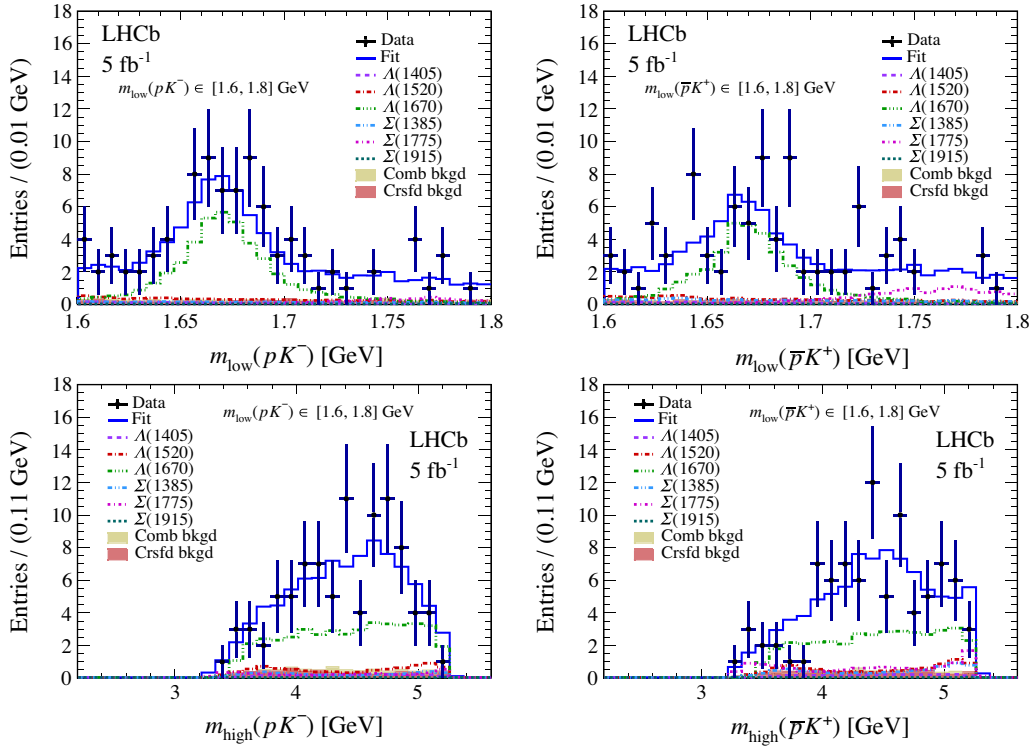 LHCb
5 fb⁻¹
m_low(pK⁻) ∈ [1.6, 1.8] GeV
Data
Fit
Λ(1405)
Λ(1520)
Λ(1670)
Σ(1385)
Σ(1775)
Σ(1915)
Comb bkgd
Crsfd bkgd
Entries / (0.01 GeV)
18
16
14
12
10
8
6
4
2
0
1.6 1.65 1.7 1.75 1.8
m_low(pK⁻) [GeV]
LHCb
5 fb⁻¹
m_low(p̅K⁺) ∈ [1.6, 1.8] GeV
Data
Fit
Λ(1405)
Λ(1520)
Λ(1670)
Σ(1385)
Σ(1775)
Σ(1915)
Comb bkgd
Crsfd bkgd
Entries / (0.01 GeV)
18
16
14
12
10
8
6
4
2
0
1.6 1.65 1.7 1.75 1.8
m_low(p̅K⁺) [GeV]
Data
Fit
Λ(1405)
Λ(1520)
Λ(1670)
Σ(1385)
Σ(1775)
Σ(1915)
Comb bkgd
Crsfd bkgd
m_low(pK⁻) ∈ [1.6, 1.8] GeV
LHCb
5 fb⁻¹
Entries / (0.11 GeV)
18
16
14
12
10
8
6
4
2
0
3 4 5
m_high(pK⁻) [GeV]
Data
Fit
Λ(1405)
Λ(1520)
Λ(1670)
Σ(1385)
Σ(1775)
Σ(1915)
Comb bkgd
Crsfd bkgd
m_low(p̅K⁺) ∈ [1.6, 1.8] GeV
LHCb
5 fb⁻¹
Entries / (0.11 GeV)
18
16
14
12
10
8
6
4
2
0
3 4 5
m_high(p̅K⁺) [GeV]